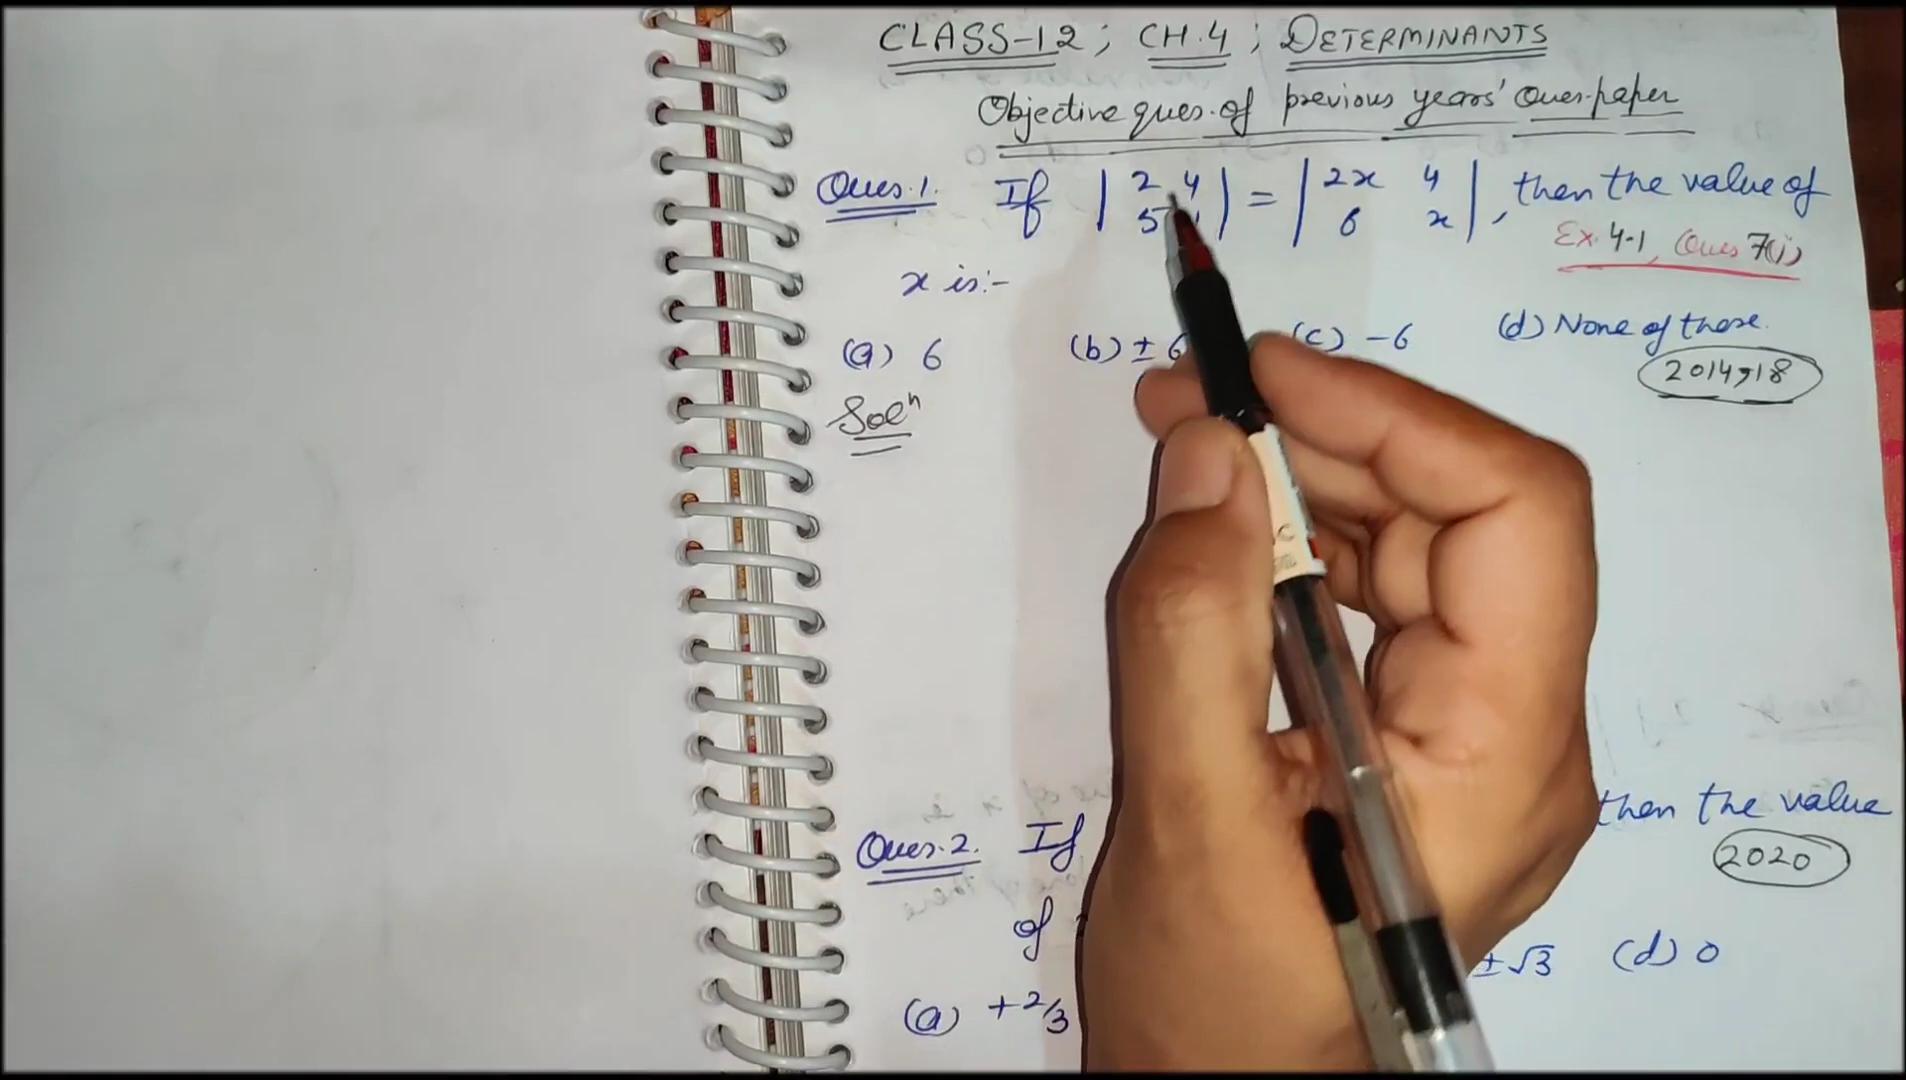 CLASS-12 ; CH.4 ; DETERMINANTS
Objective ques. of previous years' Ques. paper
Ques. 1. If | 2 4 | = | 2x 4 | , then the value of
5 6 x
Ex. 4.1, Ques 7(i)
x is:-
(a) 6 (b) ± 6 (c) -6 (d) None of these.
2014, 18
Solⁿ
Ques. 2. If then the value
2020
of
(a) + 2/3 ± √3 (d) 0